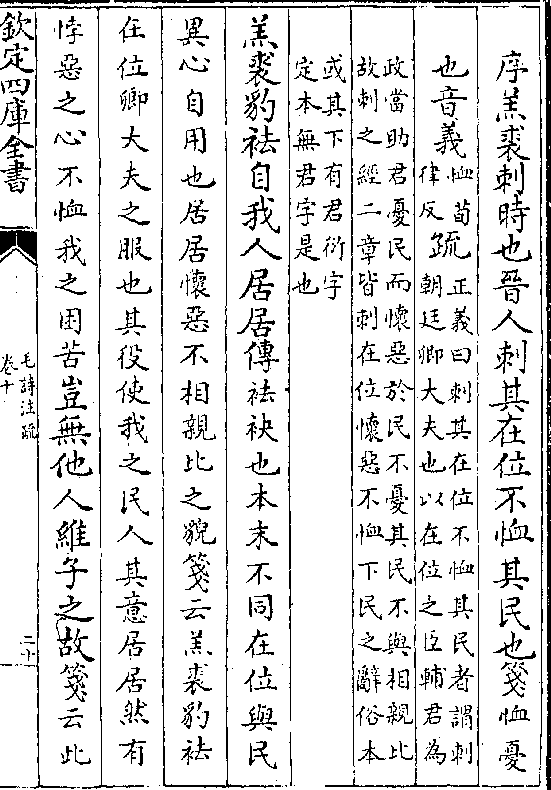 序羔裘刺時也晉人刺其在位不恤其民也箋恤憂
也音義恤荀律反疏正義曰刺其在位不恤其民者謂刺
朝廷卿大夫也以在位之臣輔君為
政當助君憂民而懷惡於民不憂其民不與相親比
故刺之經二章皆刺在位懷惡不恤下民之辭俗本
或其下有君衍字
定本無君字是也
羔裘豹袪自我人居居傳袪袂也本末不同在位與民
異心自用也居居懷惡不相親比之貌箋云羔裘豹袪
在位卿大夫之服也其役使我之民人其意居居然有
悖惡之心不恤我之困苦豈無他人維子之故箋云此
欽定四庫全書
毛詩注疏
卷十
二十